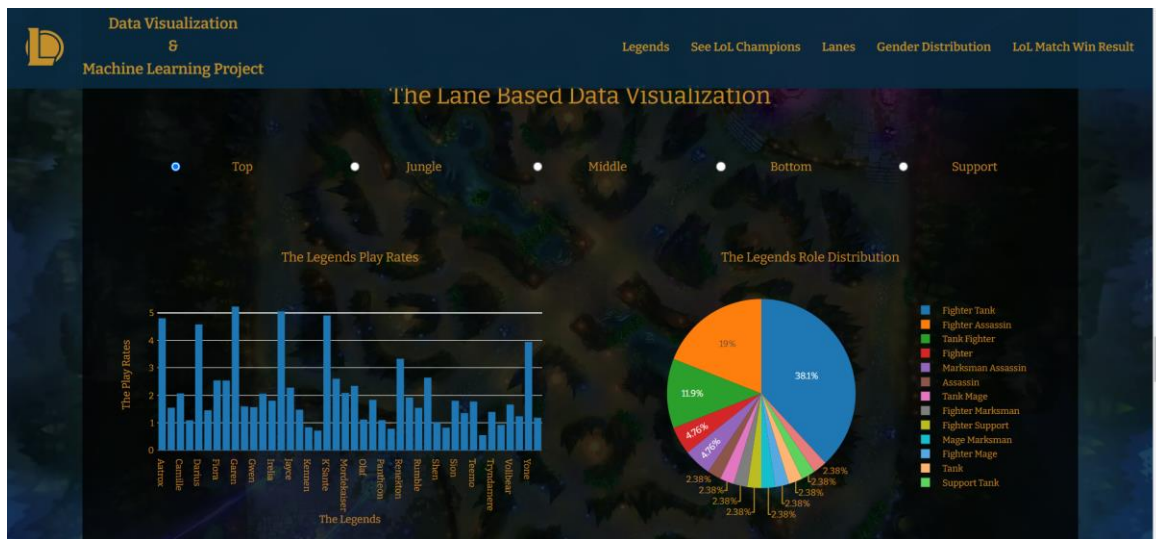 Data Visualization
&
Machine Learning Project
Legends See LoL Champions Lanes Gender Distribution LoL Match Win Result
The Lane Based Data Visualization
Top Jungle Middle Bottom Support
The Legends Play Rates
5
4
3
2
1
0
The Play Rates
Aatrox Camille Darius Fiora Garen Gwen Irelia Jayce Kennen K'Sante Mordekaiser Olaf Pantheon Renekton Rumble Shen Sion Teemo Tryndamere Volibear Yone
The Legends
The Legends Role Distribution
38.1%
19%
11.9%
4.76%
4.76%
2.38%
2.38%
2.38%
2.38%
2.38%
2.38%
2.38%
2.38%
Fighter Tank
Fighter Assassin
Tank Fighter
Fighter
Marksman Assassin
Assassin
Tank Mage
Fighter Marksman
Fighter Support
Mage Marksman
Fighter Mage
Tank
Support Tank